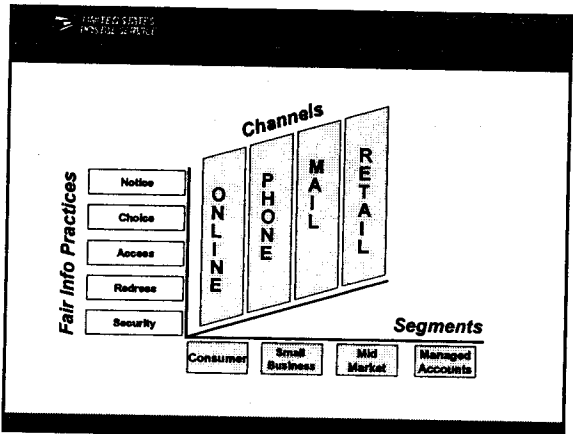 UNITED STATES
POSTAL SERVICE
Channels
ONLINE
PHONE
MAIL
RETAIL
Fair Info Practices
Notice
Choice
Access
Redress
Security
Segments
Consumer
Small
Business
Mid
Market
Managed
Accounts